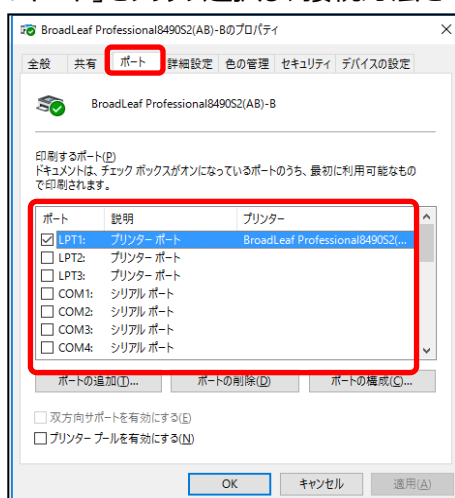 BroadLeaf Professional8490S2(AB)-Bのプロパティ
全般 共有 ポート 詳細設定 色の管理 セキュリティ デバイスの設定
BroadLeaf Professional8490S2(AB)-B
印刷するポート(P)
ドキュメントは、チェック ボックスがオンになっているポートのうち、最初に利用可能なもの
で印刷されます。
ポート 説明 プリンター
LPT1: プリンター ポート BroadLeaf Professional8490S2(...
LPT2: プリンター ポート
LPT3: プリンター ポート
COM1: シリアル ポート
COM2: シリアル ポート
COM3: シリアル ポート
COM4: シリアル ポート
ポートの追加(T)... ポートの削除(D) ポートの構成(C)...
双方向サポートを有効にする(E)
プリンター プールを有効にする(N)
OK キャンセル 適用(A)